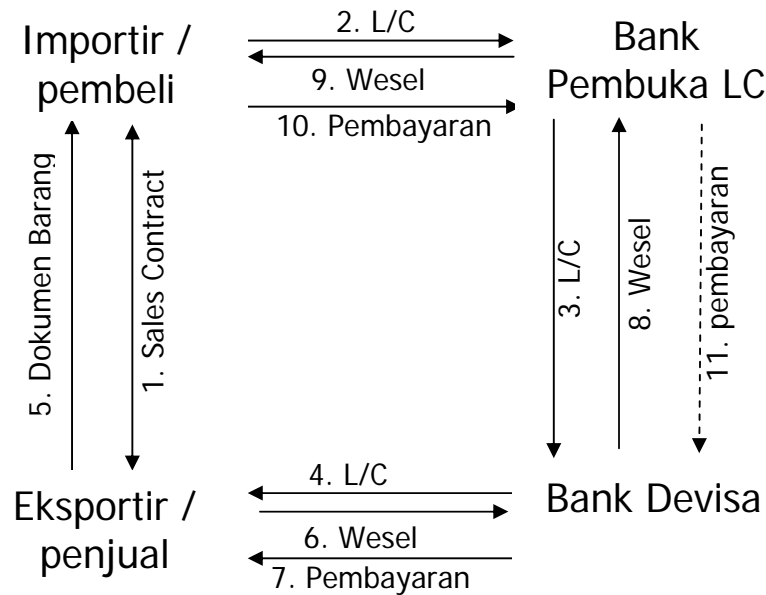 Importir /
pembeli
2. L/C
9. Wesel
10. Pembayaran
Bank
Pembuka LC
5. Dokumen Barang
1. Sales Contract
3. L/C
8. Wesel
11. pembayaran
Eksportir /
penjual
4. L/C
6. Wesel
7. Pembayaran
Bank Devisa